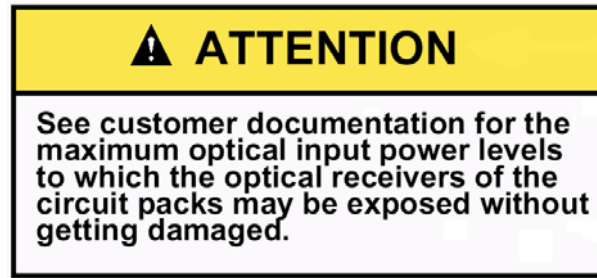 ATTENTION
See customer documentation for the
maximum optical input power levels
to which the optical receivers of the
circuit packs may be exposed without
getting damaged.